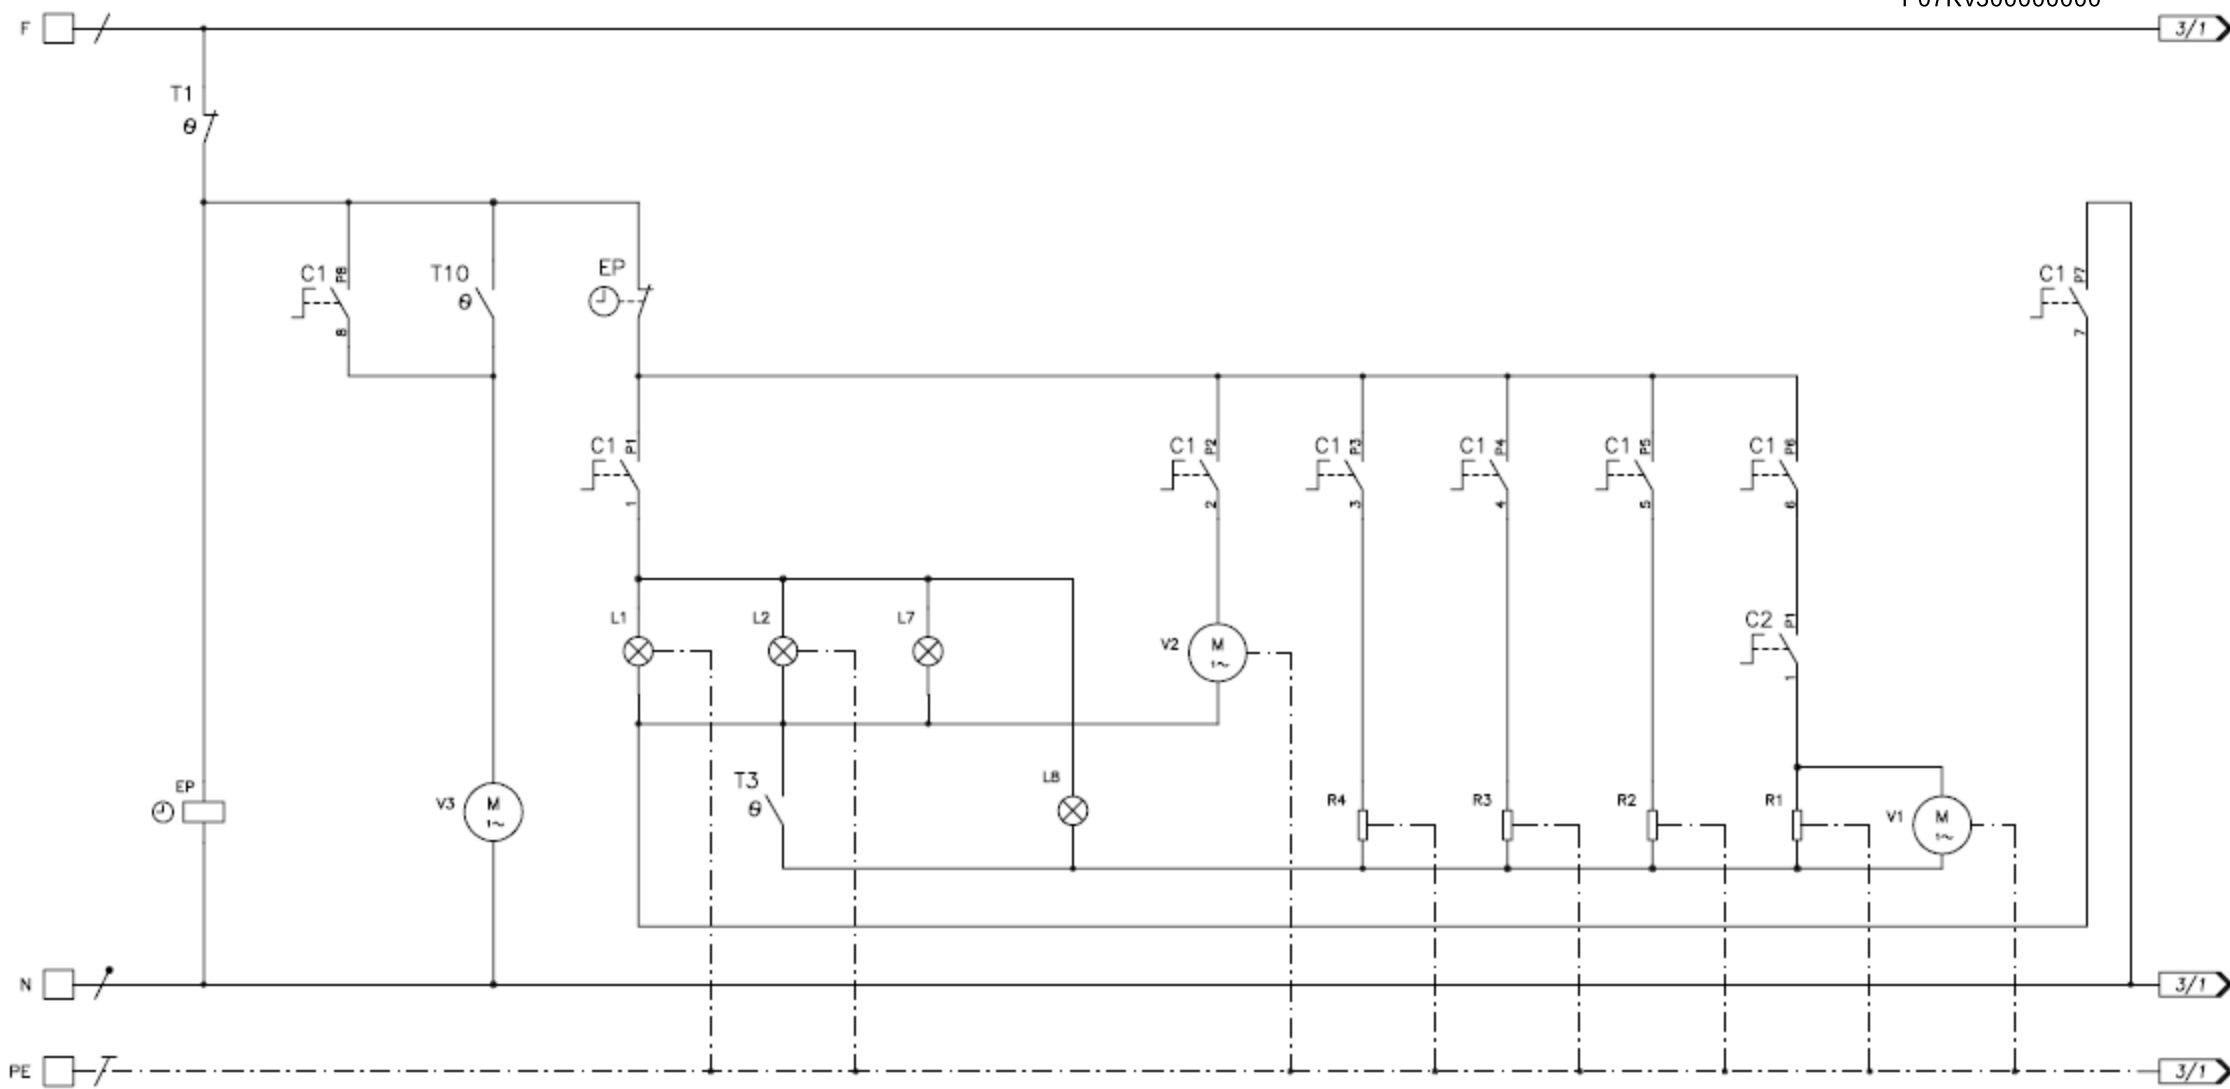 F 3/1
T1
θ
C1 P8 T10 EP C1 P7
θ
8 7
C1 P1 C1 P2 C1 P3 C1 P4 C1 P5 C1 P6
1 2 3 4 5 6
L1 L2 L7 C2 P1
V2 M
1~
1
T3 L8
θ
EP V3 M R4 R3 R2 R1 V1 M
1~ 1~
N 3/1
PE 3/1